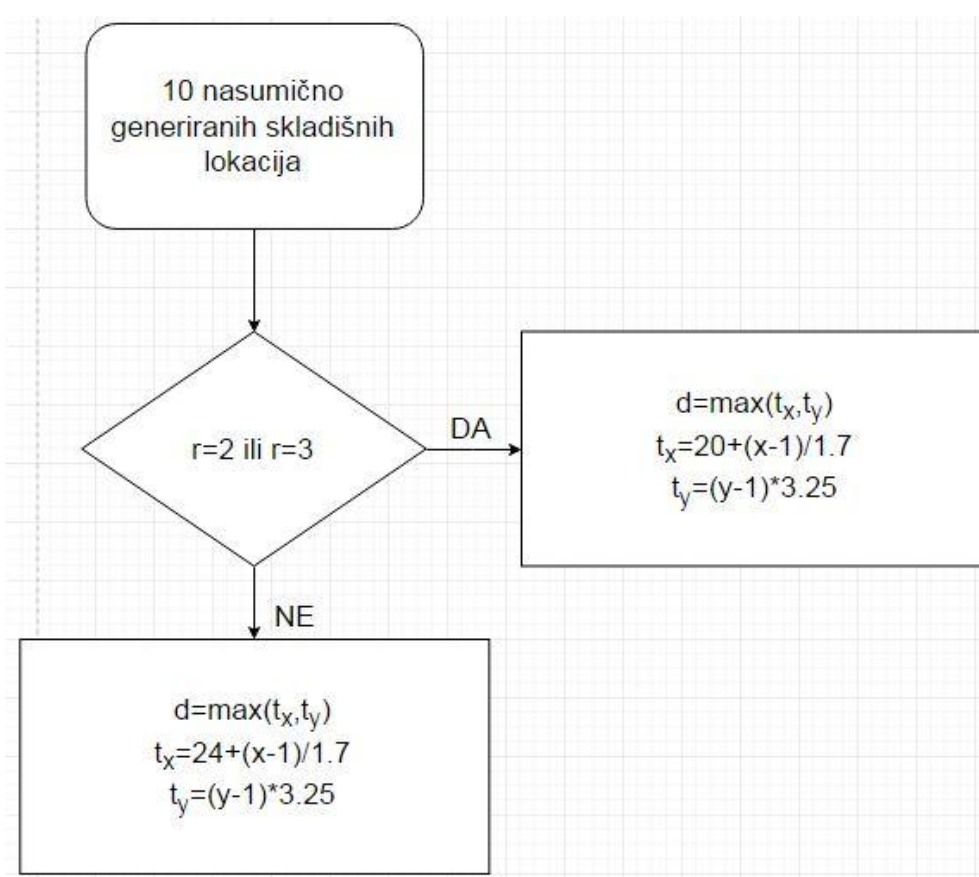 10 nasumično
generiranih skladišnih
lokacija
r=2 ili r=3
DA
d=max(tx,ty)
tx=20+(x-1)/1.7
ty=(y-1)*3.25
NE
d=max(tx,ty)
tx=24+(x-1)/1.7
ty=(y-1)*3.25